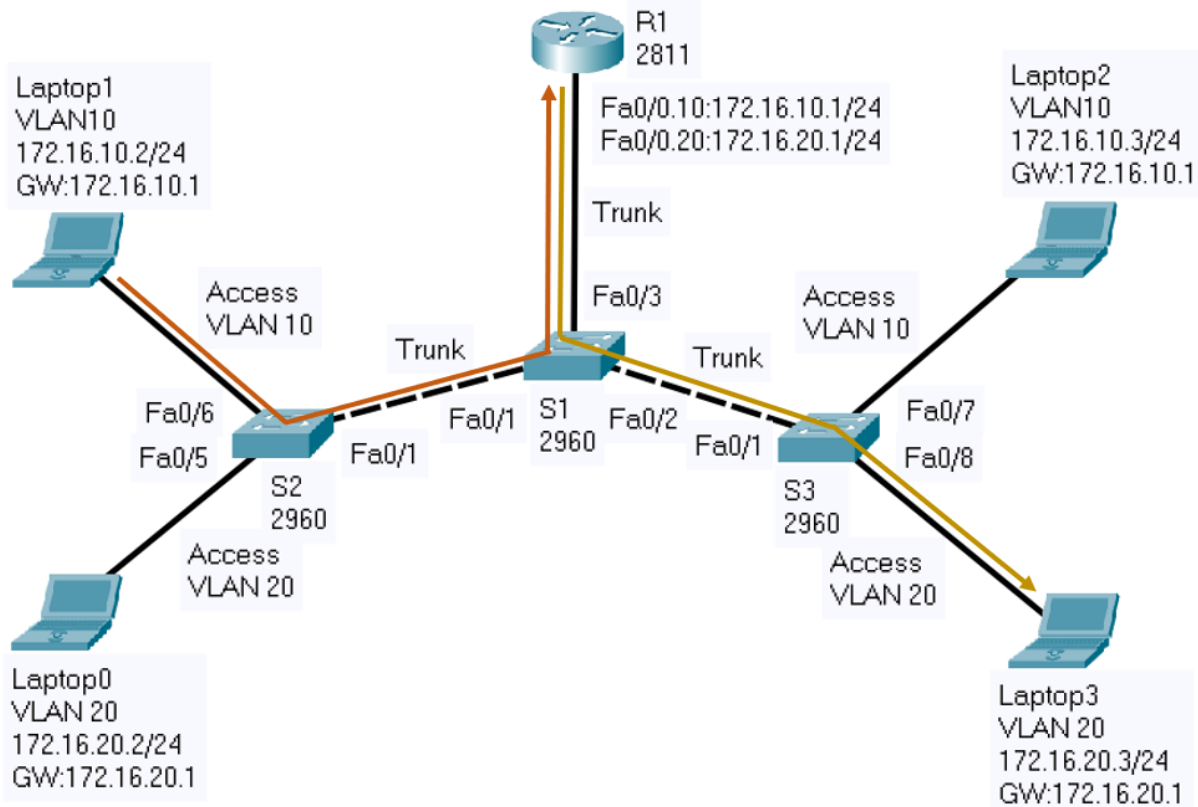 R1
2811
Laptop1
VLAN10
172.16.10.2/24
GW:172.16.10.1
Fa0/0.10:172.16.10.1/24
Fa0/0.20:172.16.20.1/24
Laptop2
VLAN10
172.16.10.3/24
GW:172.16.10.1
Trunk
Access
VLAN 10
Fa0/3
Access
VLAN 10
Trunk
Trunk
Fa0/6
Fa0/5
Fa0/1
Fa0/1
S1
2960
Fa0/2
Fa0/1
Fa0/7
Fa0/8
S2
2960
S3
2960
Access
VLAN 20
Access
VLAN 20
Laptop0
VLAN 20
172.16.20.2/24
GW:172.16.20.1
Laptop3
VLAN 20
172.16.20.3/24
GW:172.16.20.1